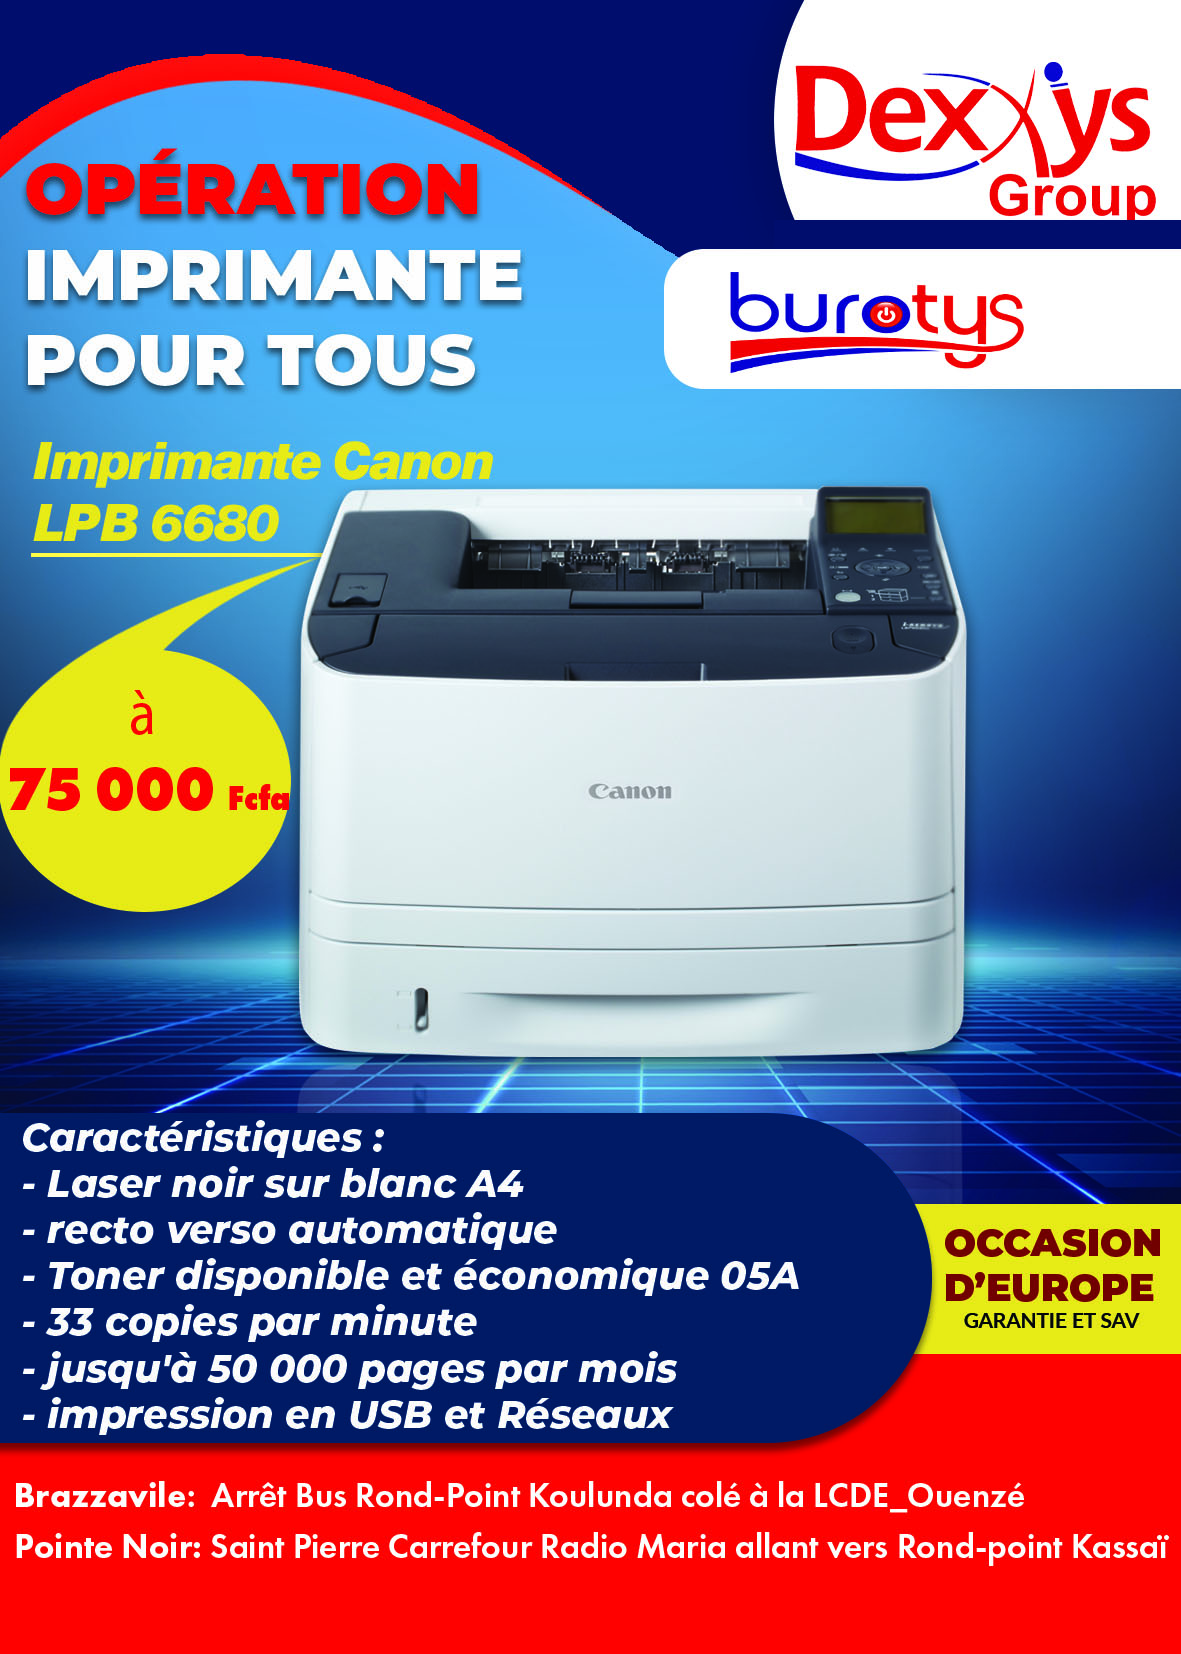 Dexxys
Group
OPÉRATION
IMPRIMANTE
POUR TOUS
burotys
Imprimante Canon
LPB 6680
à
75 000 Fcfa
i-SENSYS
Canon
Caractéristiques :
- Laser noir sur blanc A4
- recto verso automatique
- Toner disponible et économique 05A
- 33 copies par minute
- jusqu'à 50 000 pages par mois
- impression en USB et Réseaux
OCCASION
D'EUROPE
GARANTIE ET SAV
Brazzavile: Arrêt Bus Rond-Point Koulunda colé à la LCDE_Ouenzé
Pointe Noir: Saint Pierre Carrefour Radio Maria allant vers Rond-point Kassaï